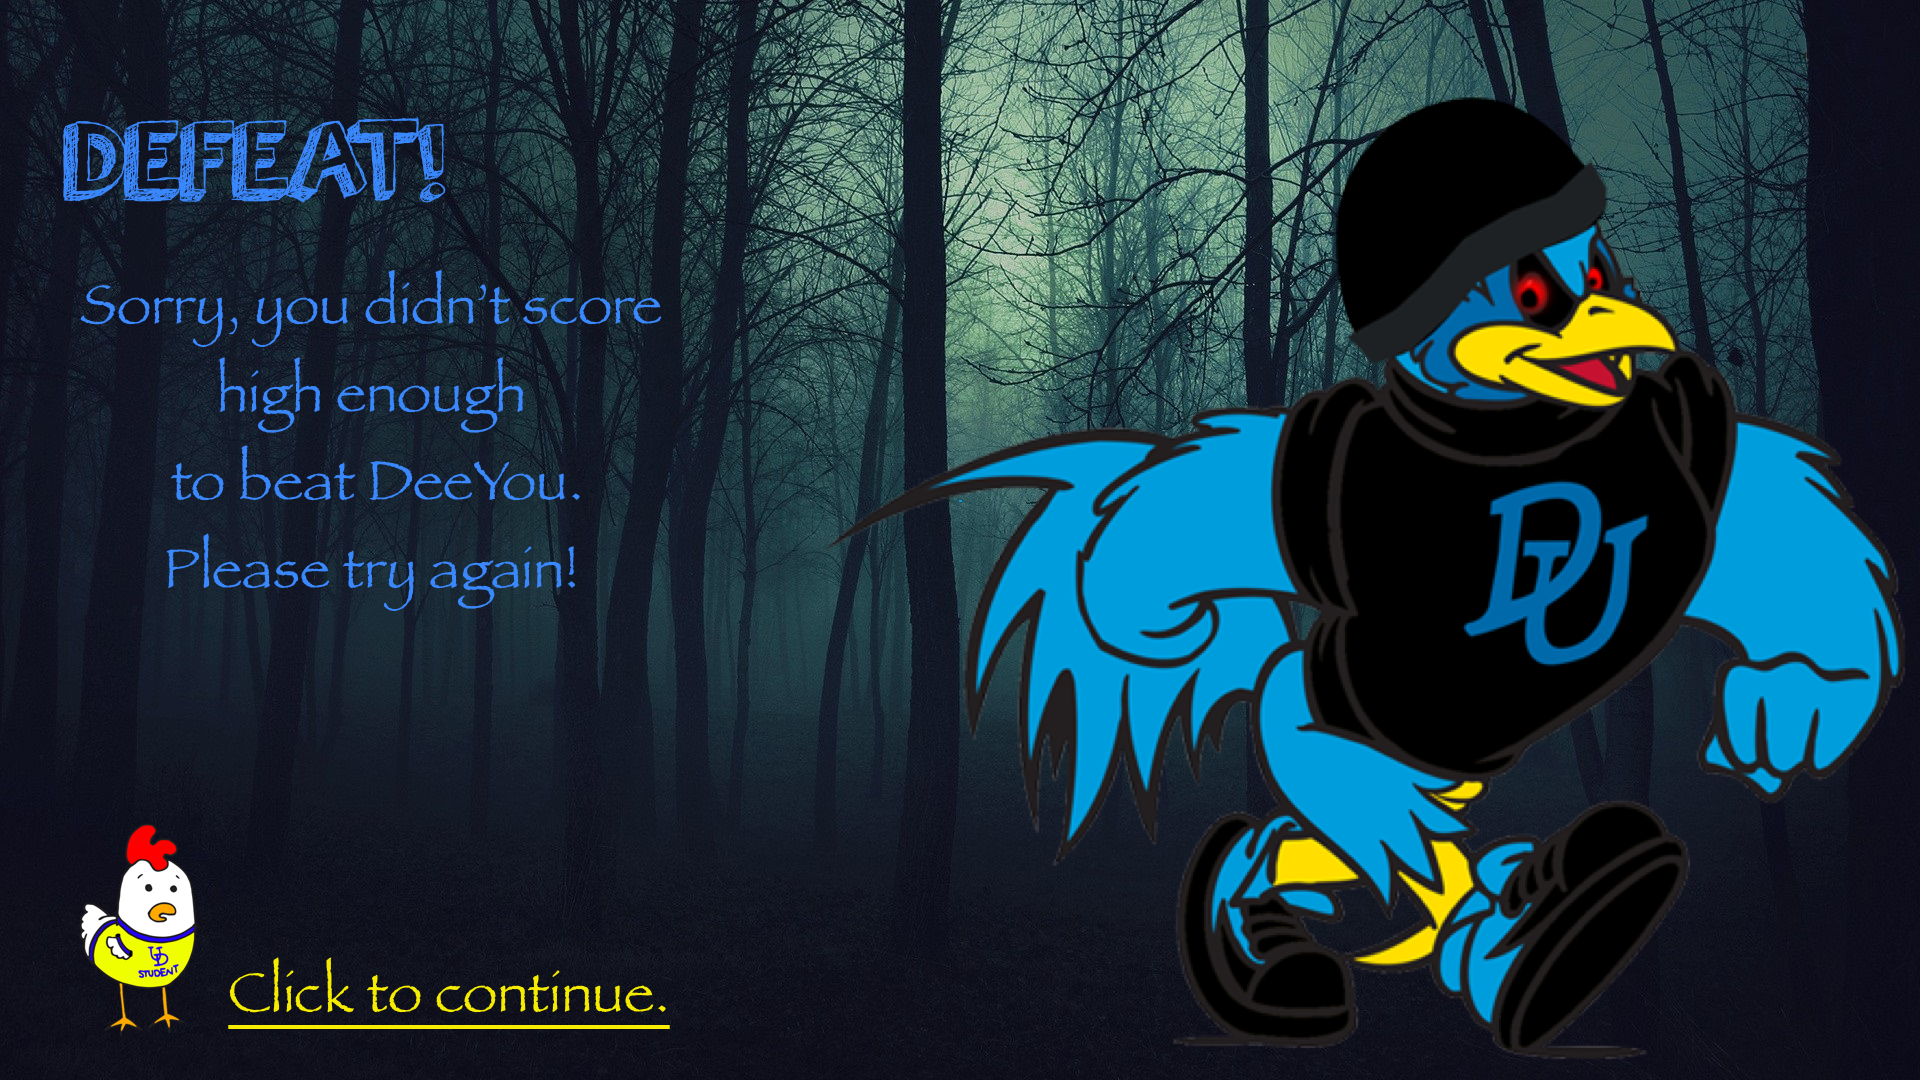 DEFEAT!
Sorry, you didn't score
high enough
to beat DeeYou.
Please try again!
DU
UD
STUDENT
Click to continue.